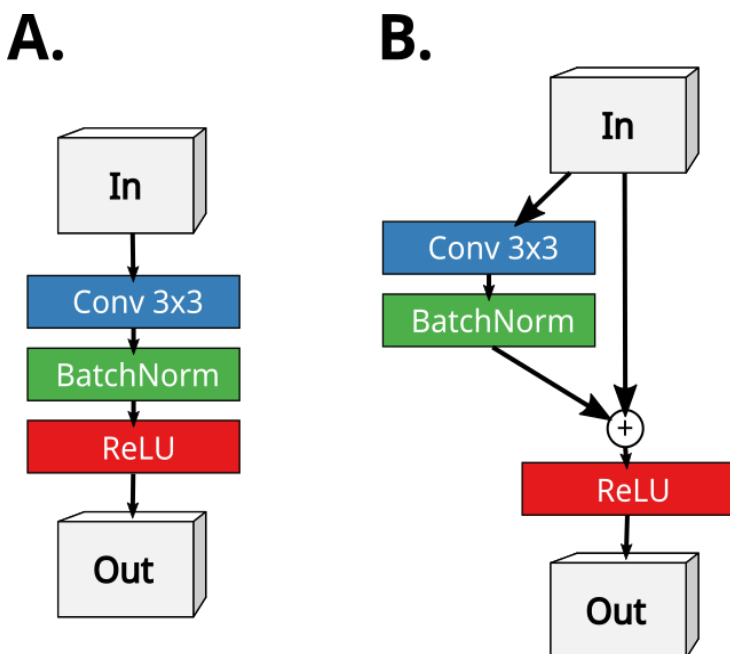 A.
In
Conv 3x3
BatchNorm
ReLU
Out
B.
In
Conv 3x3
BatchNorm
+
ReLU
Out